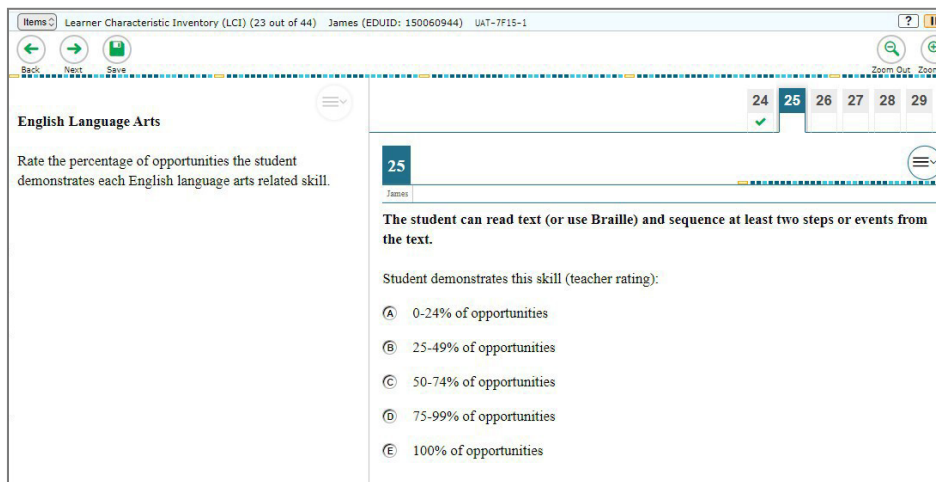 Items Learner Characteristic Inventory (LCI) (23 out of 44) James (EDUID: 150060944) UAT-7F15-1 ?
Back Next Save Zoom Out Zoo
English Language Arts
Rate the percentage of opportunities the student
demonstrates each English language arts related skill.
24 25 26 27 28 29
25
James
The student can read text (or use Braille) and sequence at least two steps or events from
the text.
Student demonstrates this skill (teacher rating):
A 0-24% of opportunities
B 25-49% of opportunities
C 50-74% of opportunities
D 75-99% of opportunities
E 100% of opportunities